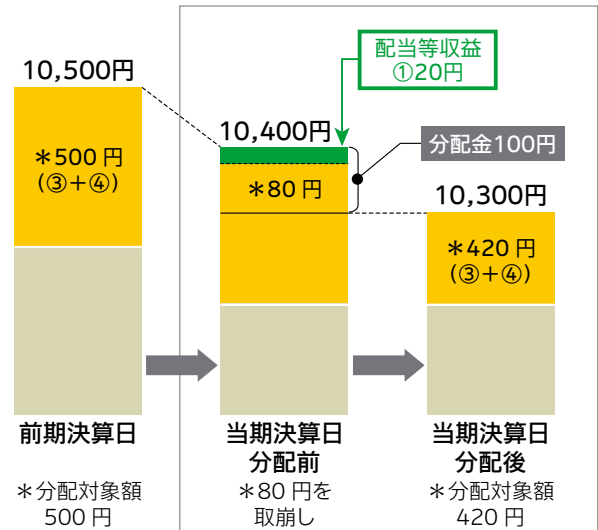 配当等収益
①20円
10,500円
10,400円
分配金100円
＊500 円
(③＋④)
＊80 円
10,300円
＊420 円
(③＋④)
前期決算日
＊分配対象額
500 円
当期決算日
分配前
＊80 円を
取崩し
当期決算日
分配後
＊分配対象額
420 円